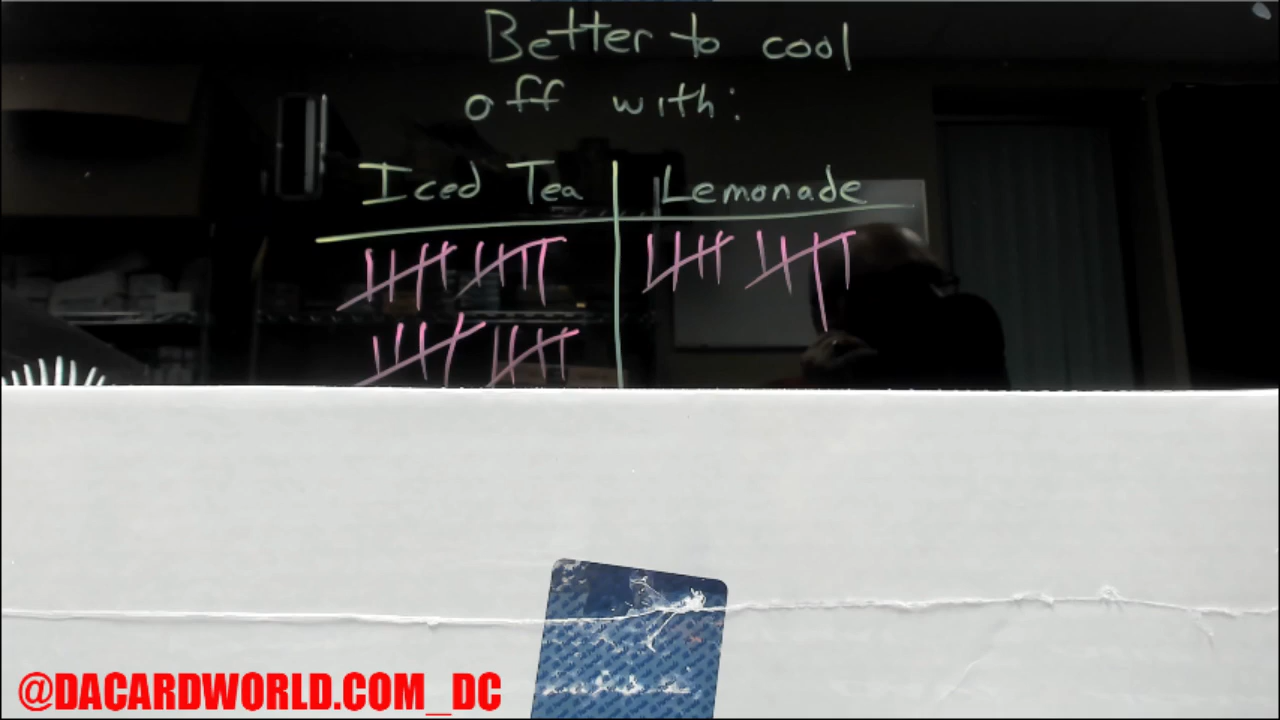 Better to cool
off with:
Iced Tea Lemonade
@DACARDWORLD.COM_DC